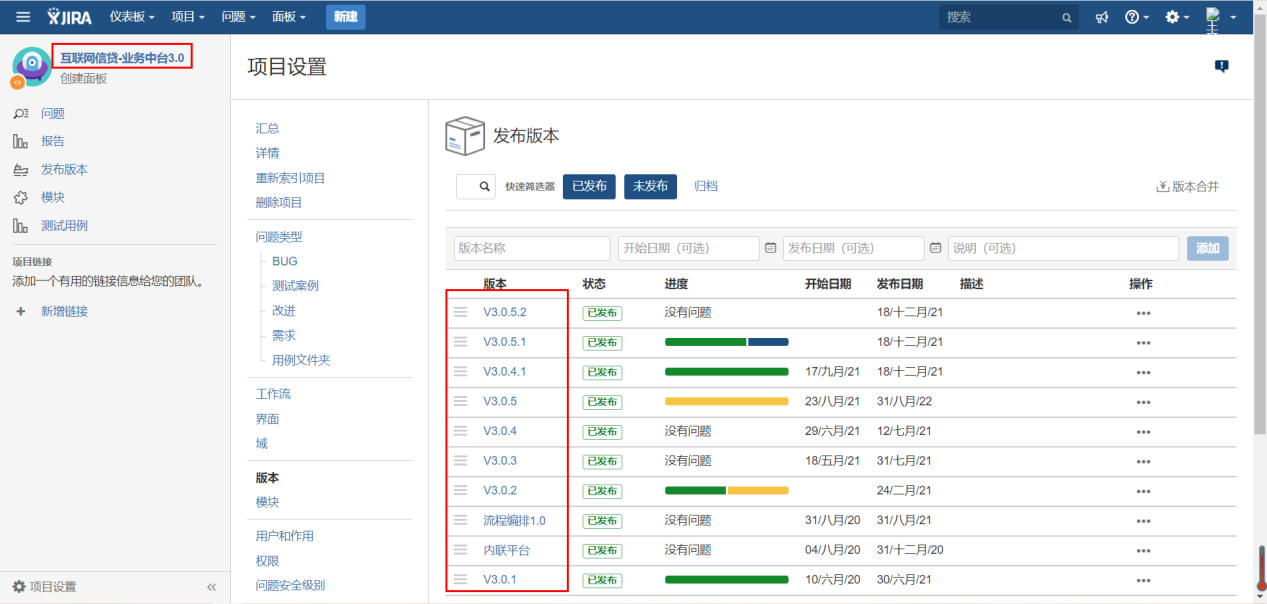 JIRA 仪表板 项目 问题 面板 新建 搜索
互联网信贷-业务中台3.0
创建面板
问题
报告
发布版本
模块
测试用例
项目链接
添加一个有用的链接信息给您的团队。
+ 新增链接
项目设置 «
项目设置
汇总
详情
重新索引项目
删除项目
问题类型
BUG
测试案例
改进
需求
用例文件夹
工作流
界面
域
版本
模块
用户和作用
权限
问题安全级别
发布版本
快速筛选器 已发布 未发布 归档 版本合并
版本名称 开始日期（可选） 发布日期（可选） 说明（可选） 添加
版本 状态 进度 开始日期 发布日期 描述 操作
V3.0.5.2 已发布 没有问题 18/十二月/21 •••
V3.0.5.1 已发布 18/十二月/21 •••
V3.0.4.1 已发布 17/九月/21 18/十二月/21 •••
V3.0.5 已发布 23/八月/21 31/八月/22 •••
V3.0.4 已发布 没有问题 29/六月/21 12/七月/21 •••
V3.0.3 已发布 没有问题 18/五月/21 31/七月/21 •••
V3.0.2 已发布 24/二月/21 •••
流程编排1.0 已发布 没有问题 31/八月/20 31/八月/21 •••
内联平台 已发布 没有问题 04/八月/20 31/十二月/20 •••
V3.0.1 已发布 10/六月/20 30/六月/21 •••